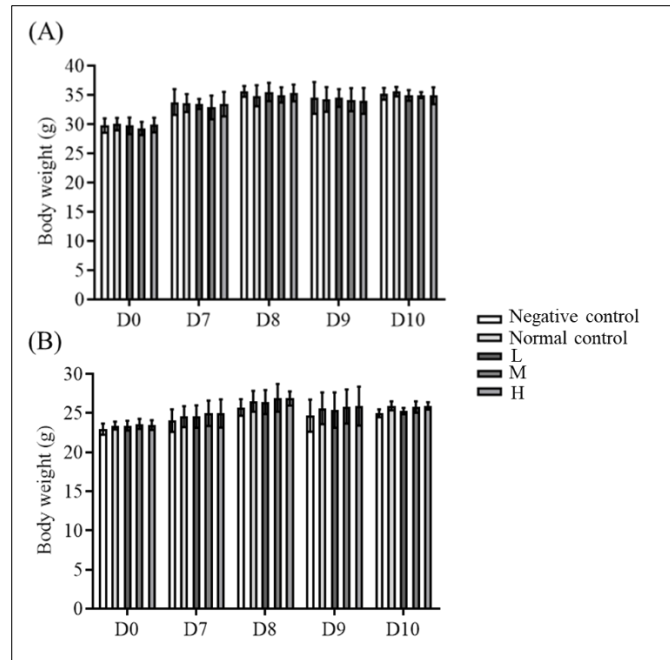 (A)
Body weight (g)
40
35
30
25
20
15
10
5
0
D0 D7 D8 D9 D10
(B)
Body weight (g)
30
25
20
15
10
5
0
D0 D7 D8 D9 D10
Negative control
Normal control
L
M
H